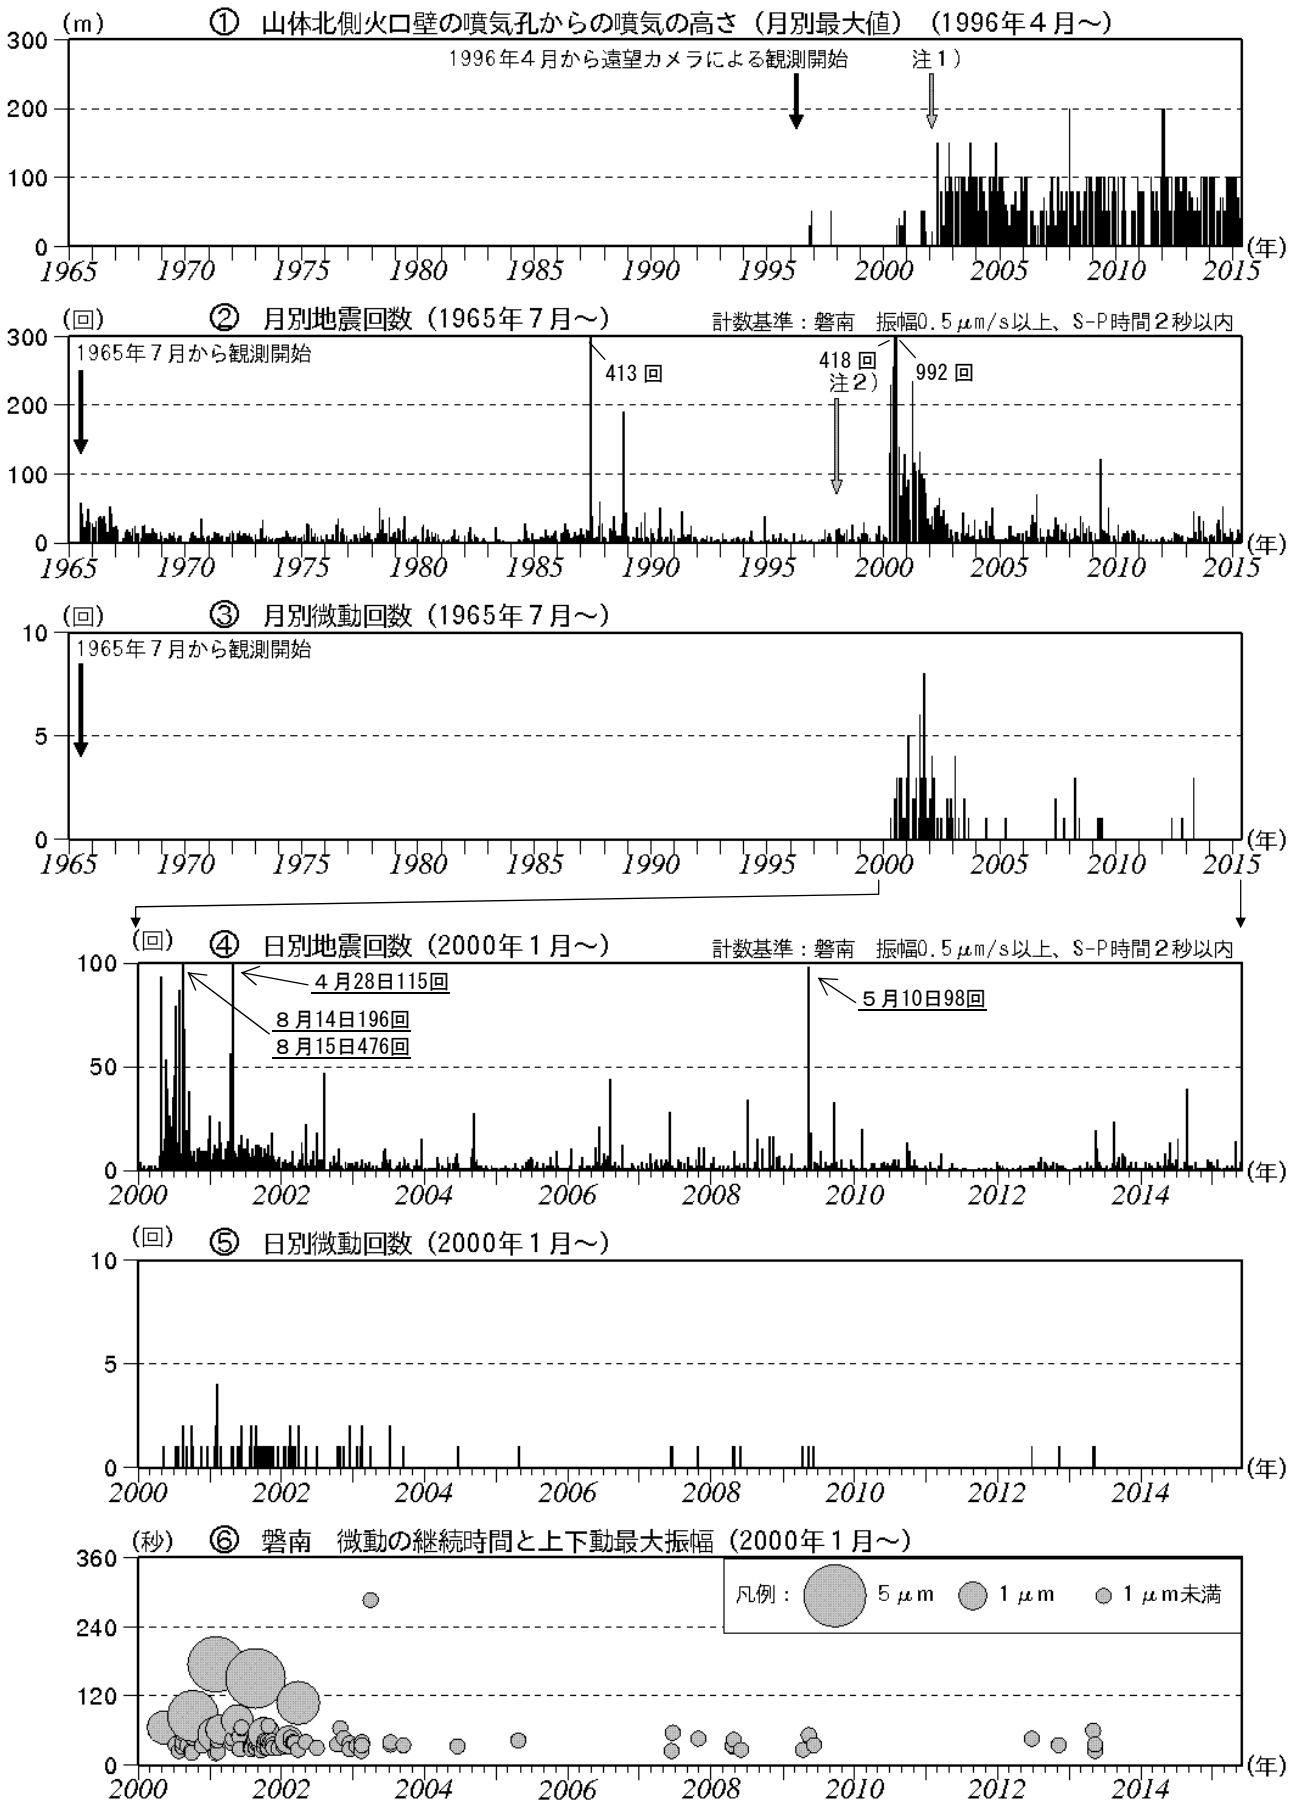 (m) ① 山体北側火口壁の噴気孔からの噴気の高さ（月別最大値）（1996年４月～）
300
1996年４月から遠望カメラによる観測開始 注１）
200
100
0
(年)
1965 1970 1975 1980 1985 1990 1995 2000 2005 2010 2015
(回) ② 月別地震回数（1965年７月～） 計数基準：磐南 振幅0.5μm/s以上、S-P時間２秒以内
300
1965年７月から観測開始 413 回 418 回 992 回
注２）
200
100
0
(年)
1965 1970 1975 1980 1985 1990 1995 2000 2005 2010 2015
(回) ③ 月別微動回数（1965年７月～）
10
1965年７月から観測開始
5
0
(年)
1965 1970 1975 1980 1985 1990 1995 2000 2005 2010 2015
(回) ④ 日別地震回数（2000年１月～） 計数基準：磐南 振幅0.5μm/s以上、S-P時間２秒以内
100
４月28日115回
５月10日98回
８月14日196回
８月15日476回
50
0
(年)
2000 2002 2004 2006 2008 2010 2012 2014
(回) ⑤ 日別微動回数（2000年１月～）
10
5
0
(年)
2000 2002 2004 2006 2008 2010 2012 2014
(秒) ⑥ 磐南 微動の継続時間と上下動最大振幅（2000年１月～）
360
凡例： 5 μm 1 μm 1 μm未満
240
120
0
(年)
2000 2002 2004 2006 2008 2010 2012 2014